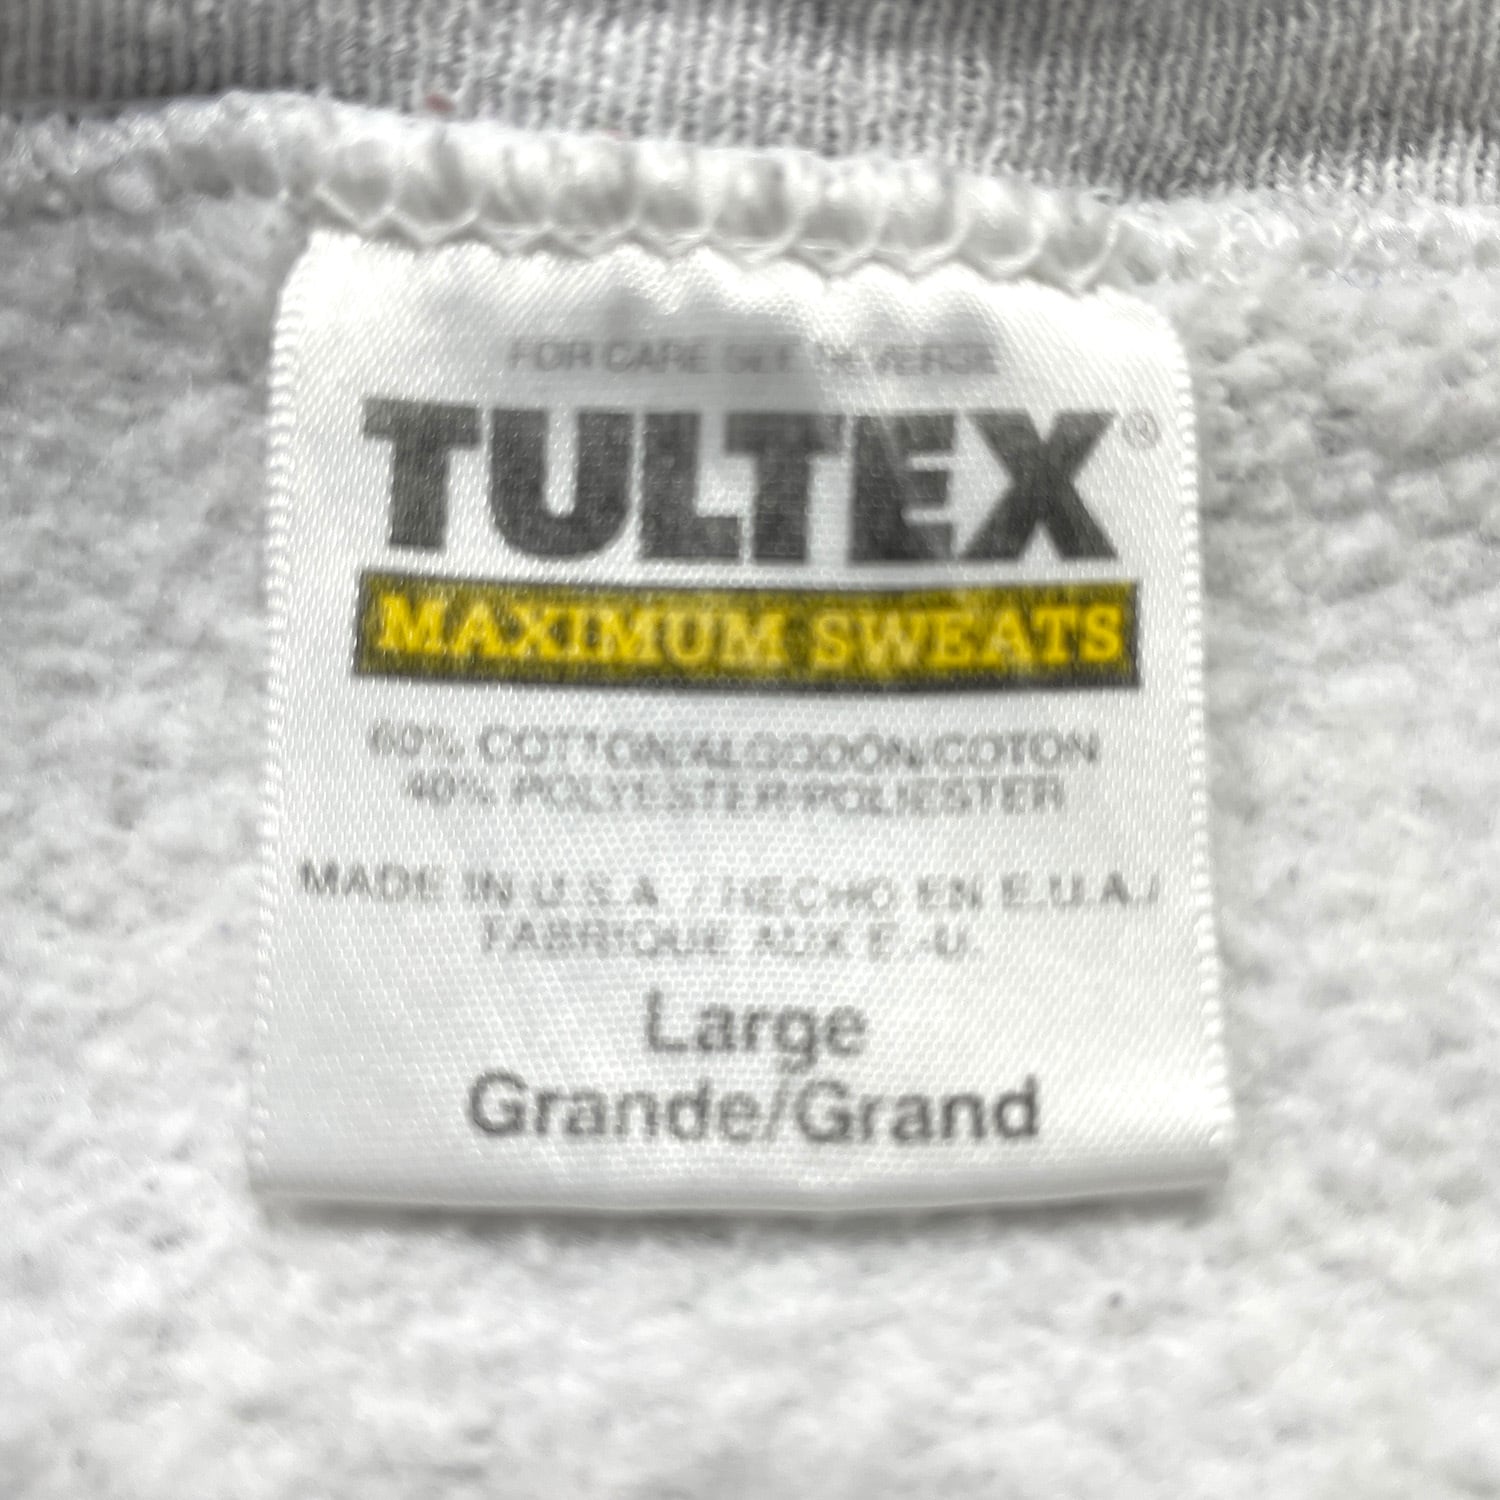 FOR CARE SEE REVERSE
TULTEX®
MAXIMUM SWEATS
60% COTTON/ALGODÓN/COTON
40% POLYESTER/POLIESTER
MADE IN U.S.A. / HECHO EN E.U.A./
FABRIQUE AUX É.-U.
Large
Grande/Grand